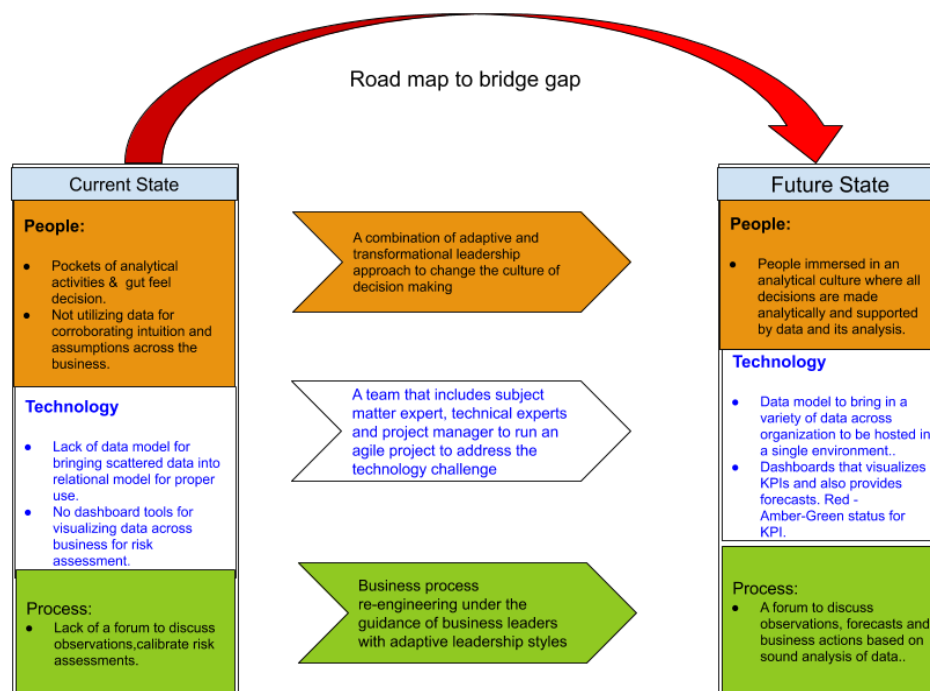 Road map to bridge gap
Current State
People:
● Pockets of analytical
activities & gut feel
decision.
● Not utilizing data for
corroborating intuition and
assumptions across the
business.
Technology
● Lack of data model for
bringing scattered data into
relational model for proper
use.
● No dashboard tools for
visualizing data across
business for risk
assessment.
Process:
● Lack of a forum to discuss
observations,calibrate risk
assessments.
A combination of adaptive and
transformational leadership
approach to change the culture of
decision making
A team that includes subject
matter expert, technical experts
and project manager to run an
agile project to address the
technology challenge
Business process
re-engineering under the
guidance of business leaders
with adaptive leadership styles
Future State
People:
● People immersed in an
analytical culture where all
decisions are made
analytically and supported
by data and its analysis.
Technology
● Data model to bring in a
variety of data across
organization to be hosted in
a single environment..
● Dashboards that visualizes
KPIs and also provides
forecasts. Red -
Amber-Green status for
KPI.
Process:
● A forum to discuss
observations, forecasts and
business actions based on
sound analysis of data..